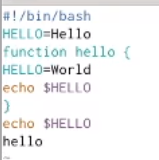 #!/bin/bash
HELLO=Hello
function hello {
HELLO=World
echo $HELLO
}
echo $HELLO
hello